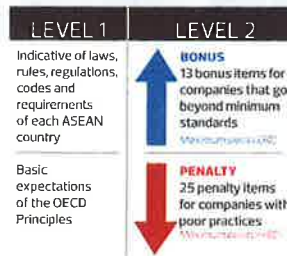 LEVEL 1
Indicative of laws,
rules, regulations,
codes and
requirements
of each ASEAN
country
Basic
expectations
of the OECD
Principles
LEVEL 2
BONUS
13 bonus items for
companies that go
beyond minimum
standards
PENALTY
25 penalty items
for companies with
poor practices